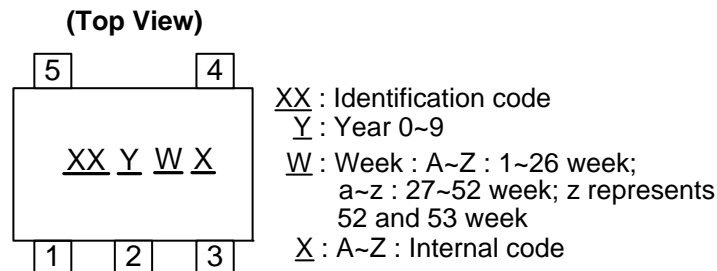 (Top View)
5 4
XX Y W X
1 2 3
XX : Identification code
Y : Year 0~9
W : Week : A~Z : 1~26 week;
a~z : 27~52 week; z represents
52 and 53 week
X : A~Z : Internal code